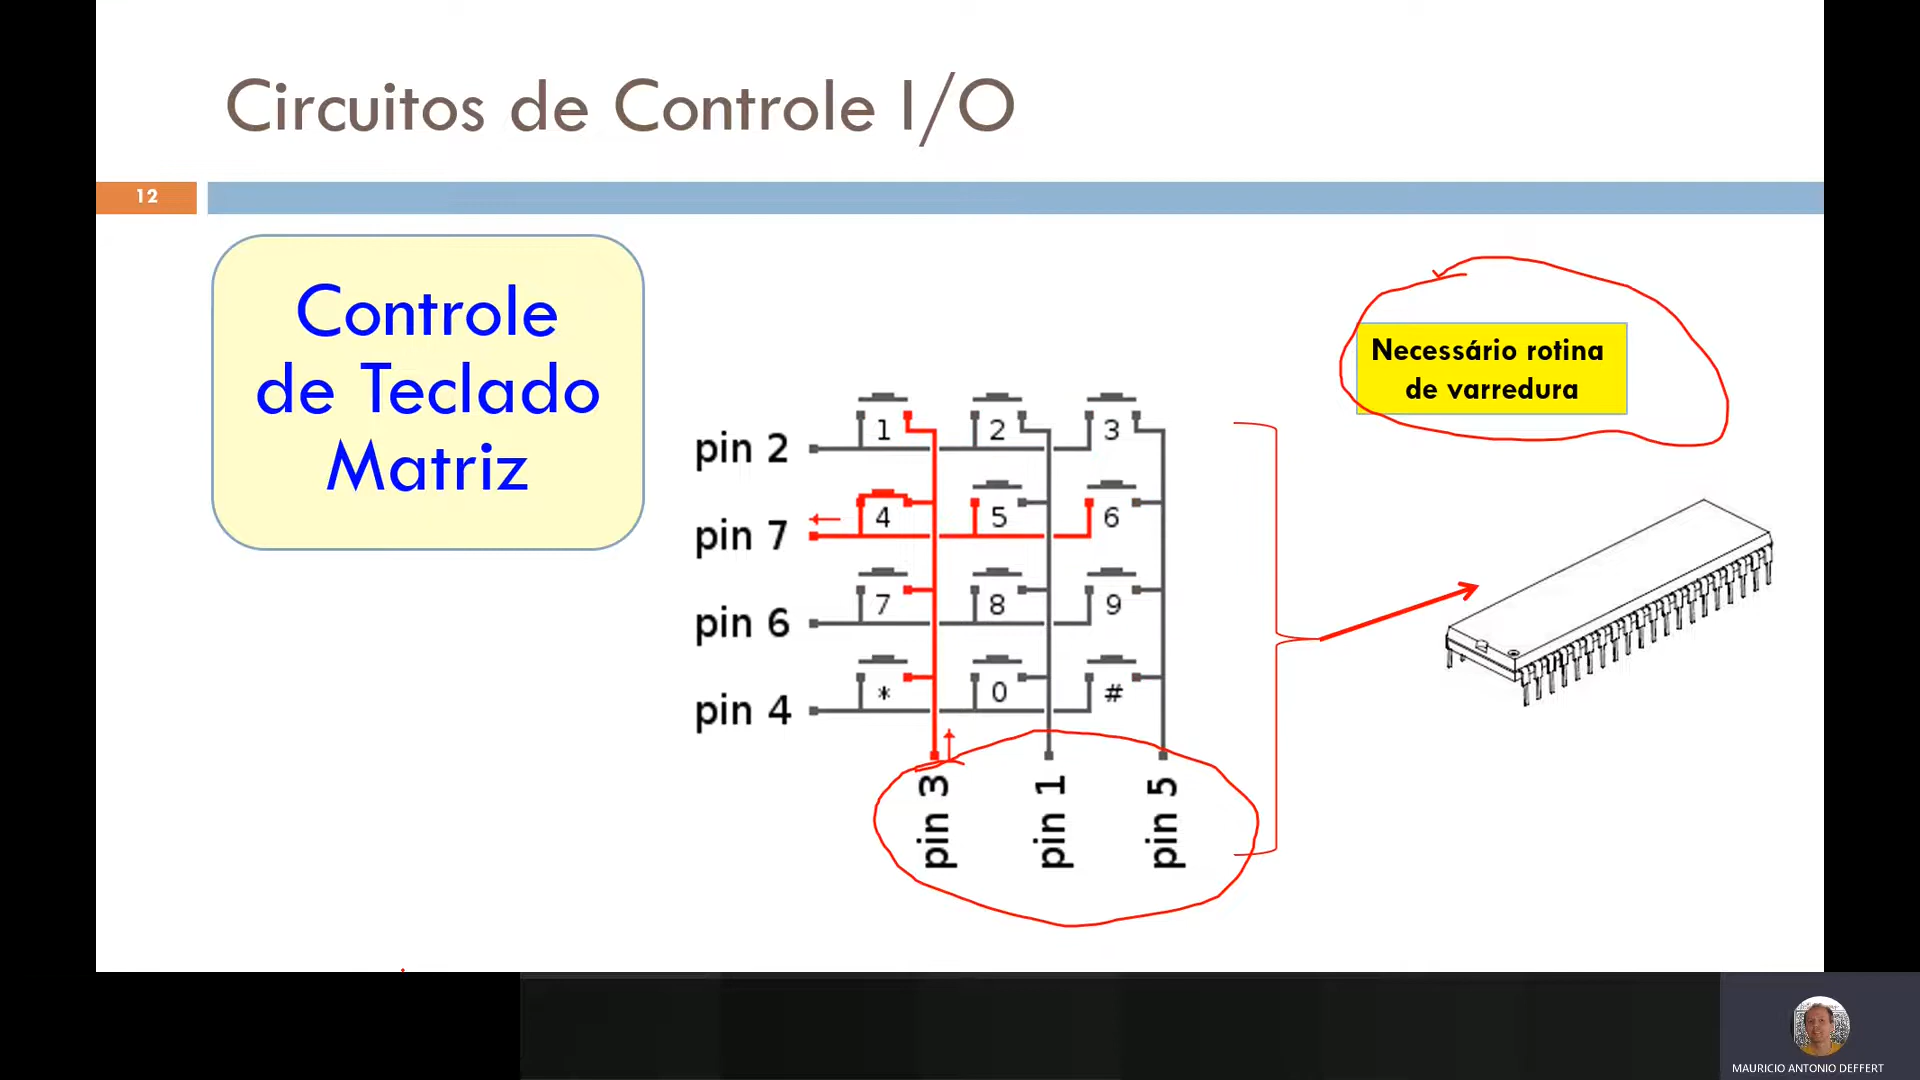 Circuitos de Controle I/O
12
Controle
de Teclado
Matriz
Necessário rotina
de varredura
1 2 3
pin 2
4 5 6
pin 7
7 8 9
pin 6
* 0 #
pin 4
pin 3
pin 1
pin 5
MAURICIO ANTONIO DEFFERT